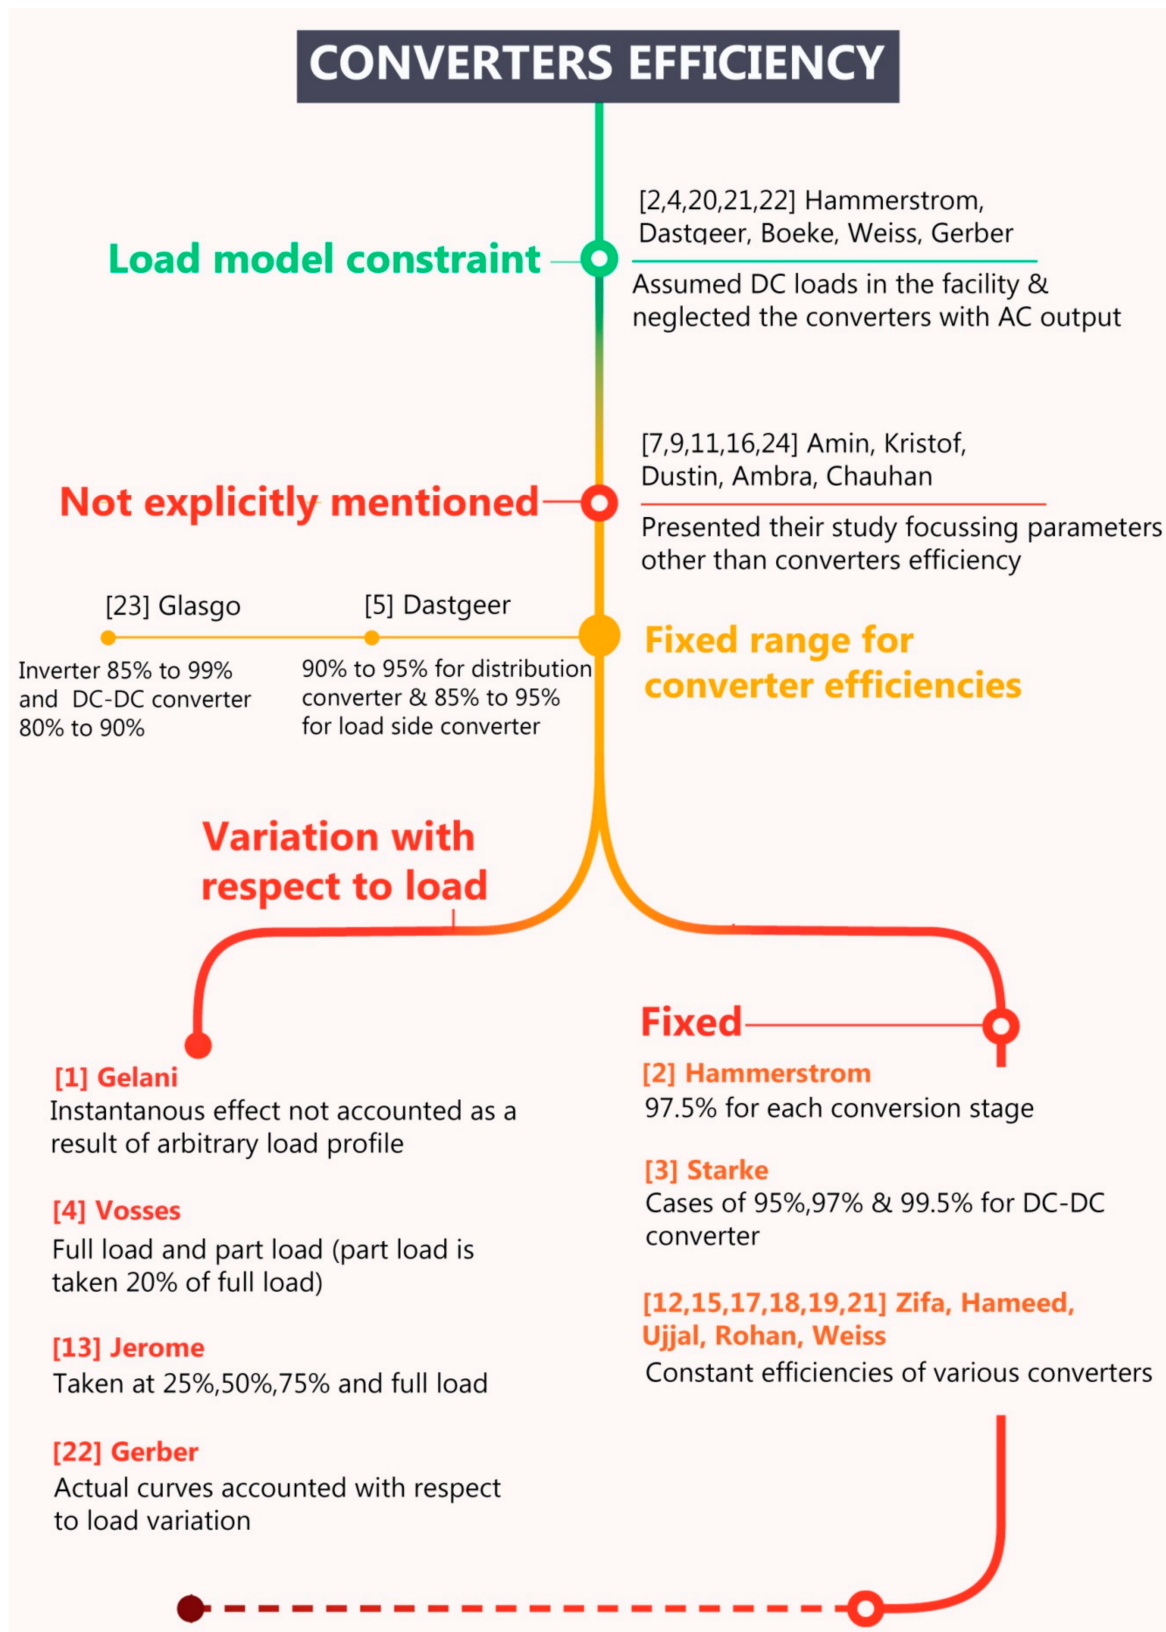 CONVERTERS EFFICIENCY
Load model constraint
[2,4,20,21,22] Hammerstrom,
Dastgeer, Boeke, Weiss, Gerber
Assumed DC loads in the facility &
neglected the converters with AC output
Not explicitly mentioned
[7,9,11,16,24] Amin, Kristof,
Dustin, Ambra, Chauhan
Presented their study focussing parameters
other than converters efficiency
Fixed range for
converter efficiencies
[23] Glasgo
Inverter 85% to 99%
and DC-DC converter
80% to 90%
[5] Dastgeer
90% to 95% for distribution
converter & 85% to 95%
for load side converter
Variation with
respect to load
[1] Gelani
Instantanous effect not accounted as a
result of arbitrary load profile
[4] Vosses
Full load and part load (part load is
taken 20% of full load)
[13] Jerome
Taken at 25%,50%,75% and full load
[22] Gerber
Actual curves accounted with respect
to load variation
Fixed
[2] Hammerstrom
97.5% for each conversion stage
[3] Starke
Cases of 95%,97% & 99.5% for DC-DC
converter
[12,15,17,18,19,21] Zifa, Hameed,
Ujjal, Rohan, Weiss
Constant efficiencies of various converters